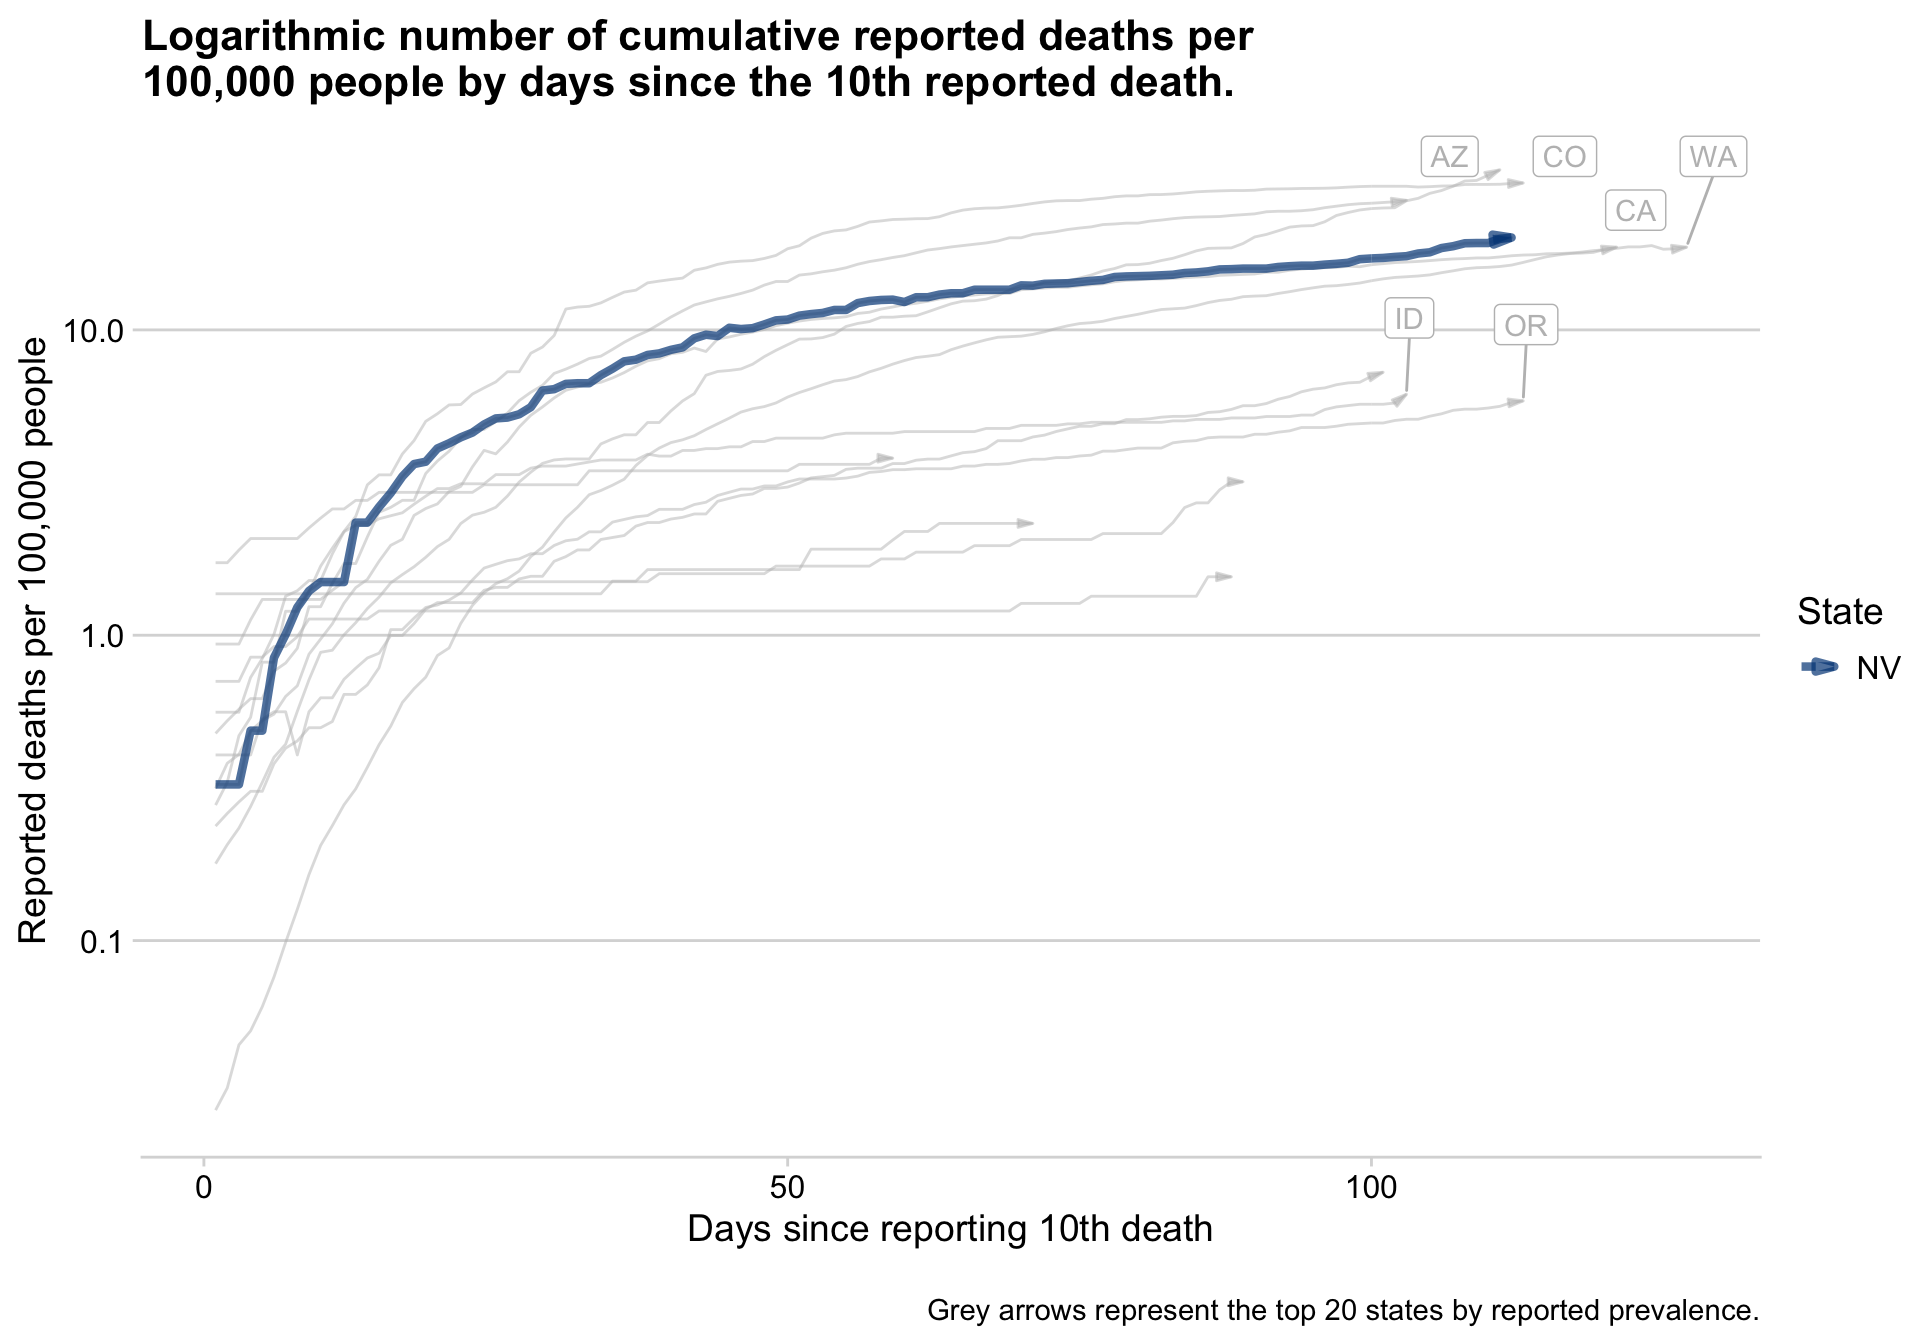 Logarithmic number of cumulative reported deaths per
100,000 people by days since the 10th reported death.
AZ
CO
WA
CA
ID
OR
Reported deaths per 100,000 people
10.0
1.0
0.1
State
NV
0
50
100
Days since reporting 10th death
Grey arrows represent the top 20 states by reported prevalence.